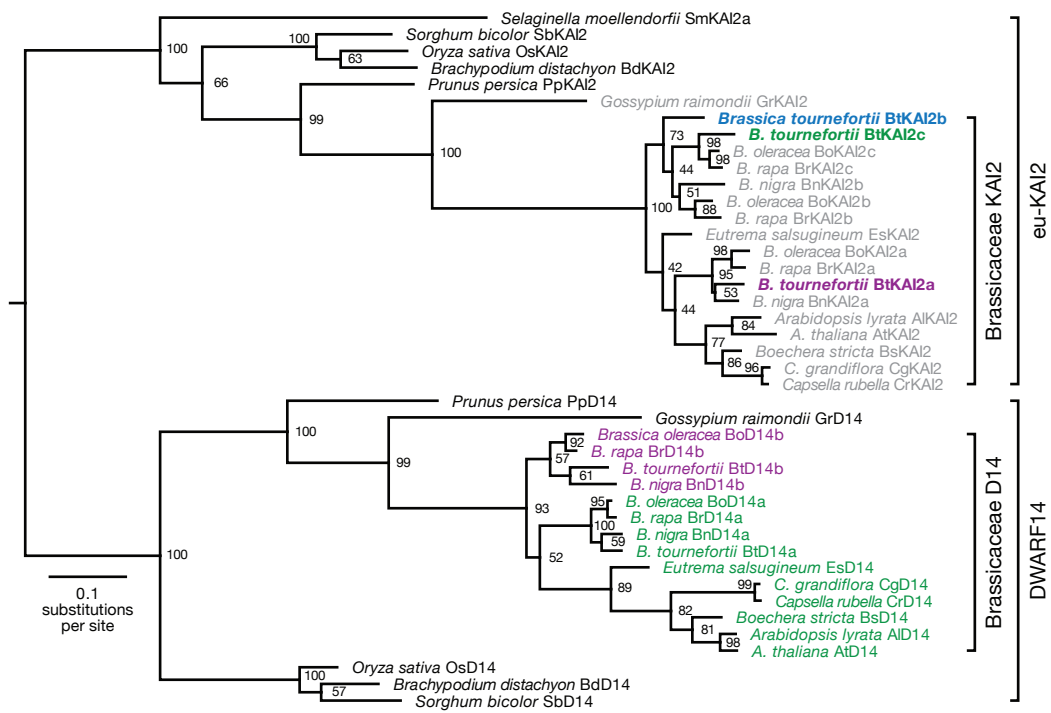 Selaginella moellendorfii SmKAI2a
100
Sorghum bicolor SbKAI2
100
Oryza sativa OsKAI2
63
Brachypodium distachyon BdKAI2
66
Prunus persica PpKAI2
99
Gossypium raimondii GrKAI2
100
Brassica tournefortii BtKAI2b
73
B. tournefortii BtKAI2c
98
B. oleracea BoKAI2c
98
B. rapa BrKAI2c
44
B. nigra BnKAI2b
51
B. oleracea BoKAI2b
88
B. rapa BrKAI2b
100
Eutrema salsugineum EsKAI2
42
B. oleracea BoKAI2a
98
B. rapa BrKAI2a
95
B. tournefortii BtKAI2a
53
B. nigra BnKAI2a
44
Arabidopsis lyrata AlKAI2
84
A. thaliana AtKAI2
77
Boechera stricta BsKAI2
86
96
C. grandiflora CgKAI2
Capsella rubella CrKAI2
Brassicaceae KAI2
eu-KAI2
Prunus persica PpD14
100
Gossypium raimondii GrD14
99
Brassica oleracea BoD14b
92
B. rapa BrD14b
57
B. tournefortii BtD14b
61
B. nigra BnD14b
93
B. oleracea BoD14a
95
B. rapa BrD14a
100
B. nigra BnD14a
59
B. tournefortii BtD14a
52
Eutrema salsugineum EsD14
89
99
C. grandiflora CgD14
Capsella rubella CrD14
82
Boechera stricta BsD14
81
Arabidopsis lyrata AlD14
98
A. thaliana AtD14
Brassicaceae D14
DWARF14
100
0.1
substitutions
per site
Oryza sativa OsD14
100
Brachypodium distachyon BdD14
57
Sorghum bicolor SbD14